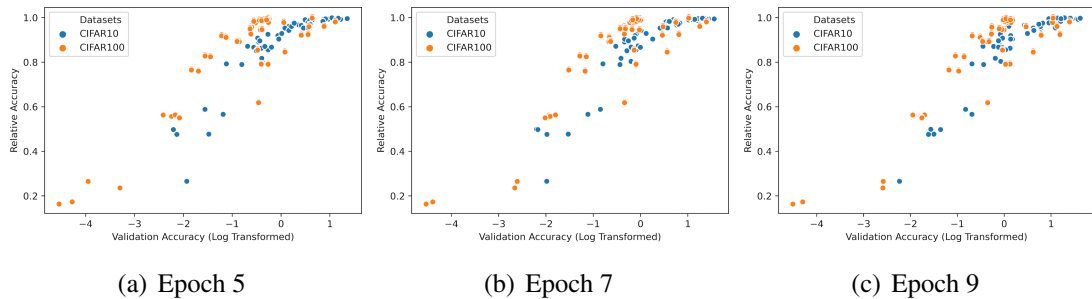 1.0
0.8
0.6
0.4
0.2
Relative Accuracy
Datasets
CIFAR10
CIFAR100
−4 −3 −2 −1 0 1
Validation Accuracy (Log Transformed)
(a) Epoch 5
1.0
0.8
0.6
0.4
0.2
Relative Accuracy
Datasets
CIFAR10
CIFAR100
−4 −3 −2 −1 0 1
Validation Accuracy (Log Transformed)
(b) Epoch 7
1.0
0.8
0.6
0.4
0.2
Relative Accuracy
Datasets
CIFAR10
CIFAR100
−4 −3 −2 −1 0 1
Validation Accuracy (Log Transformed)
(c) Epoch 9